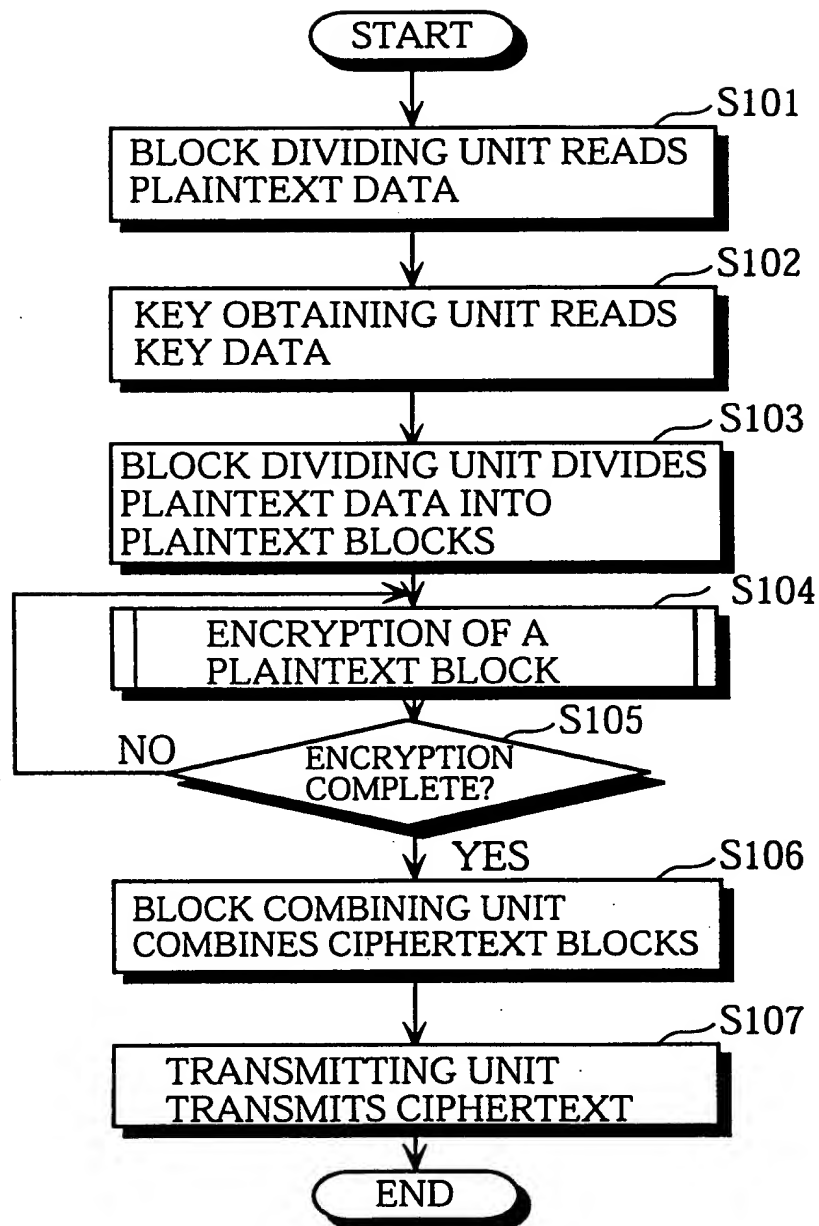 START
S101
BLOCK DIVIDING UNIT READS
PLAINTEXT DATA
S102
KEY OBTAINING UNIT READS
KEY DATA
S103
BLOCK DIVIDING UNIT DIVIDES
PLAINTEXT DATA INTO
PLAINTEXT BLOCKS
S104
ENCRYPTION OF A
PLAINTEXT BLOCK
S105
NO
ENCRYPTION
COMPLETE?
YES
S106
BLOCK COMBINING UNIT
COMBINES CIPHERTEXT BLOCKS
S107
TRANSMITTING UNIT
TRANSMITS CIPHERTEXT
END